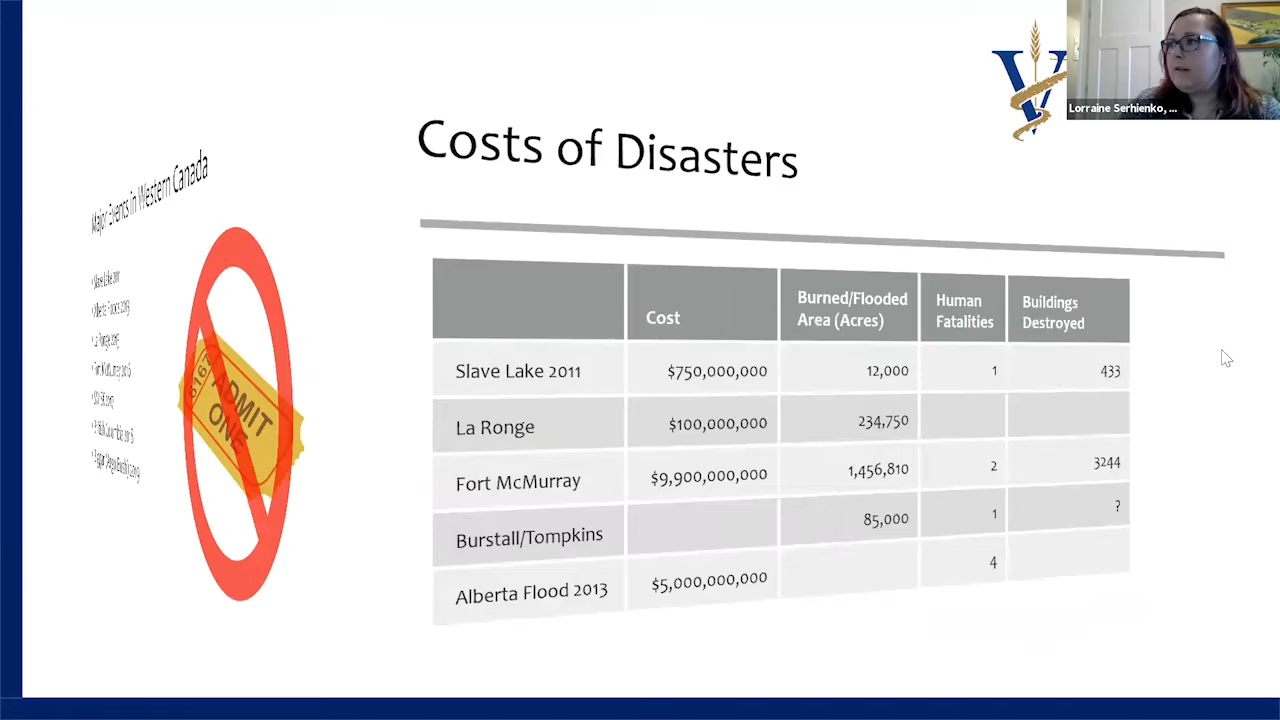 Lorraine Serhienko, ...
Costs of Disasters
Major Events in Western Canada
• Slave Lake 2011
ADMIT
ONE
Cost
Burned/Flooded
Area (Acres)
Human
Fatalities
Buildings
Destroyed
Slave Lake 2011 $750,000,000 12,000 1 433
La Ronge $100,000,000 234,750
Fort McMurray $9,900,000,000 1,456,810 2 3244
Burstall/Tompkins 85,000 1 ?
Alberta Flood 2013 $5,000,000,000 4